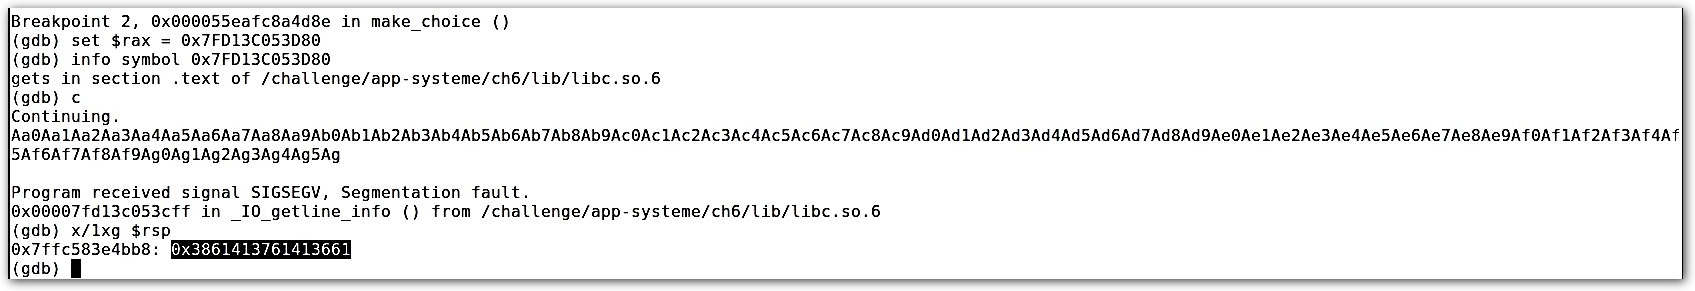 Breakpoint 2, 0x000055eafc8a4d8e in make_choice ()
(gdb) set $rax = 0x7FD13C053D80
(gdb) info symbol 0x7FD13C053D80
gets in section .text of /challenge/app-systeme/ch6/lib/libc.so.6
(gdb) c
Continuing.
Aa0Aa1Aa2Aa3Aa4Aa5Aa6Aa7Aa8Aa9Ab0Ab1Ab2Ab3Ab4Ab5Ab6Ab7Ab8Ab9Ac0Ac1Ac2Ac3Ac4Ac5Ac6Ac7Ac8Ac9Ad0Ad1Ad2Ad3Ad4Ad5Ad6Ad7Ad8Ad9Ae0Ae1Ae2Ae3Ae4Ae5Ae6Ae7Ae8Ae9Af0Af1Af2Af3Af4Af
5Af6Af7Af8Af9Ag0Ag1Ag2Ag3Ag4Ag5Ag
Program received signal SIGSEGV, Segmentation fault.
0x00007fd13c053cff in _IO_getline_info () from /challenge/app-systeme/ch6/lib/libc.so.6
(gdb) x/1xg $rsp
0x7ffc583e4bb8: 0x3861413761413661
(gdb)